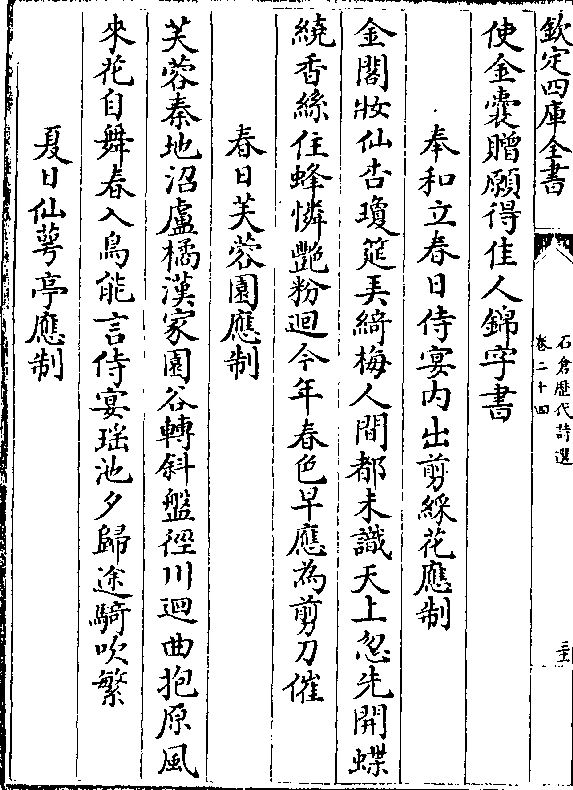 欽定四庫全書
石倉歴代詩選
卷二十四
使金嚢贈願得佳人錦字書
奉和立春日侍宴内出剪綵花應制
金閣妝仙杏瓊筵弄綺梅人間都未識天上忽先開蝶
繞香絲住蜂憐艶粉迴今年春色早應為剪刀催
春日芙蓉園應制
芙蓉秦地沼盧橘漢家園谷轉斜盤徑川迴曲抱原風
來花自舞春入鳥能言侍宴瑶池夕歸途騎吹繁
夏日仙萼亭應制